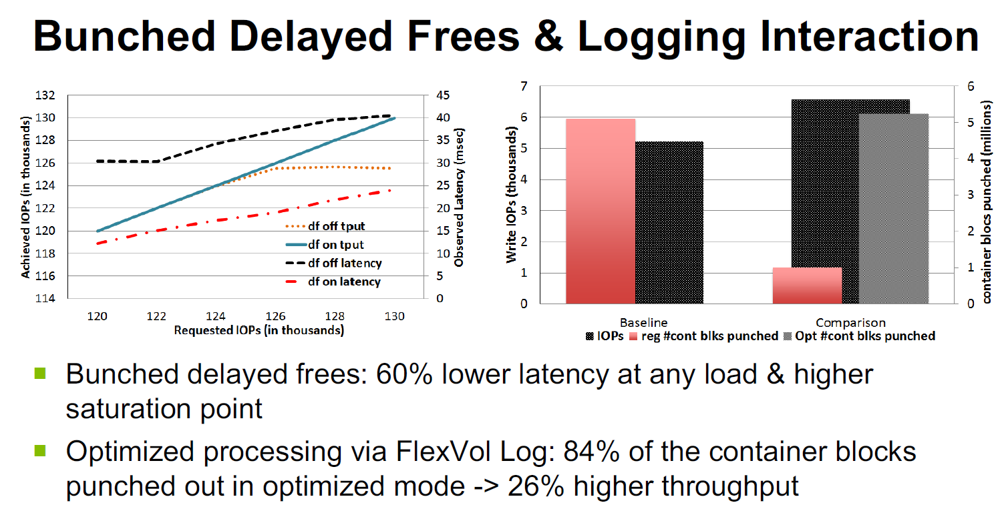 Bunched Delayed Frees & Logging Interaction
Achieved IOPs (in thousands)
132
130
128
126
124
122
120
118
116
114
45
40
35
30
25
20
15
10
5
0
Observed Latency (msec)
df off tput
df on tput
df off latency
df on latency
120 122 124 126 128 130
Requested IOPs (in thousands)
Write IOPs (thousands)
7
6
5
4
3
2
1
0
6
5
4
3
2
1
0
container blocs punched (millions)
Baseline Comparison
IOPs reg #cont blks punched Opt #cont blks punched
Bunched delayed frees: 60% lower latency at any load & higher
saturation point
Optimized processing via FlexVol Log: 84% of the container blocks
punched out in optimized mode -> 26% higher throughput